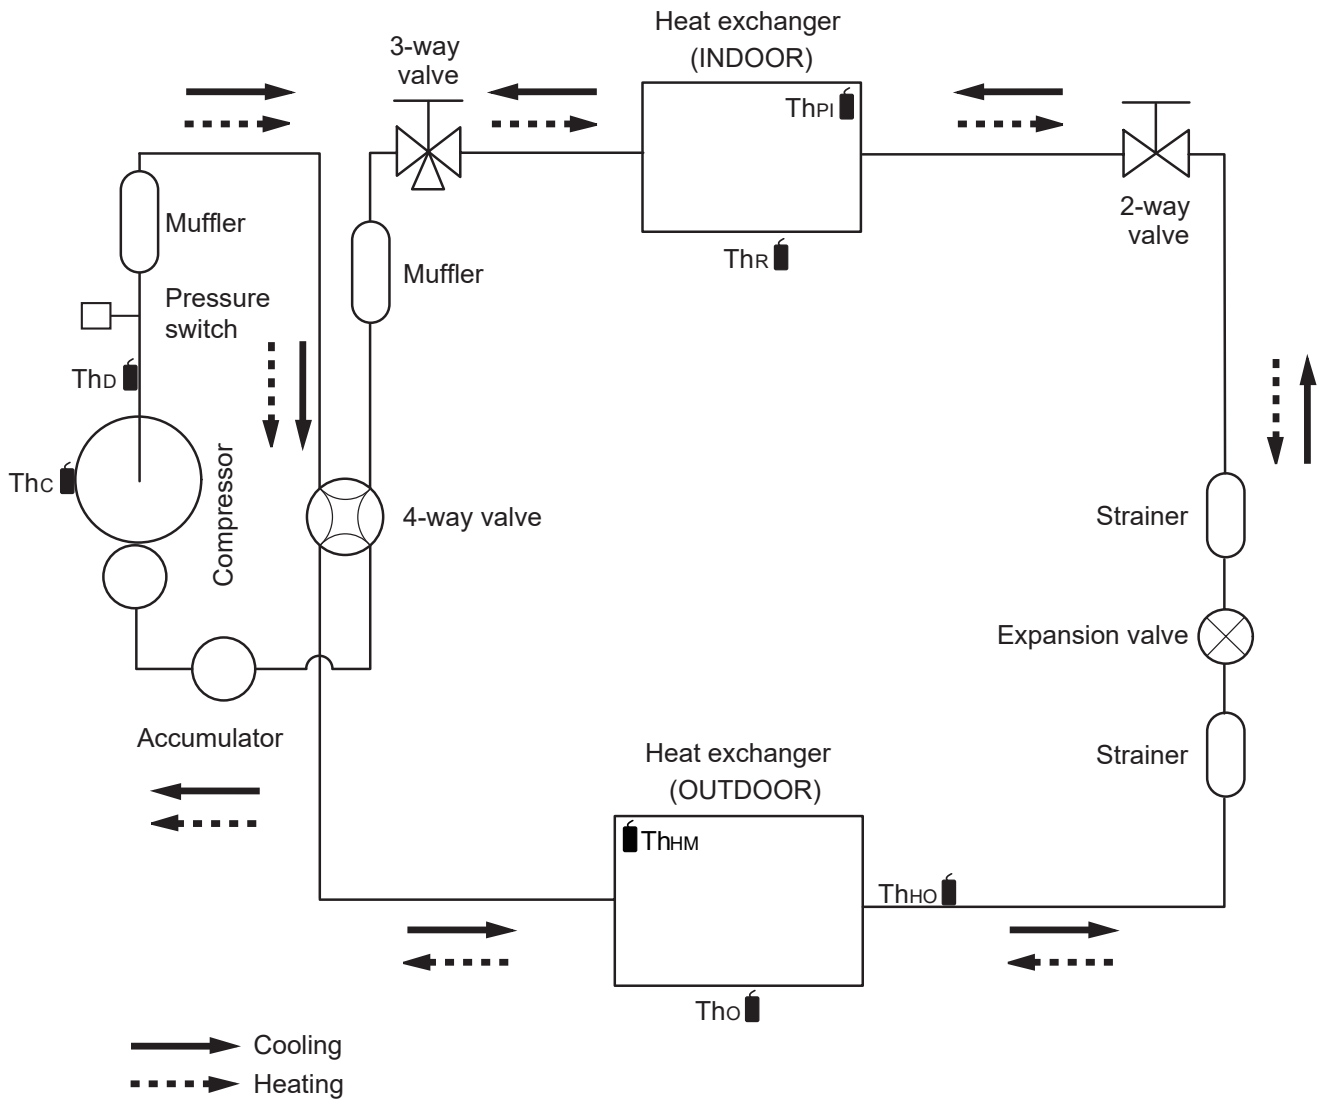 Heat exchanger
(INDOOR)
3-way
valve
ThPI
2-way
valve
Muffler
ThR
Muffler
Pressure
switch
ThD
ThC
Compressor
4-way valve
Strainer
Expansion valve
Strainer
Accumulator
Heat exchanger
(OUTDOOR)
ThHM
ThHO
ThO
Cooling
Heating